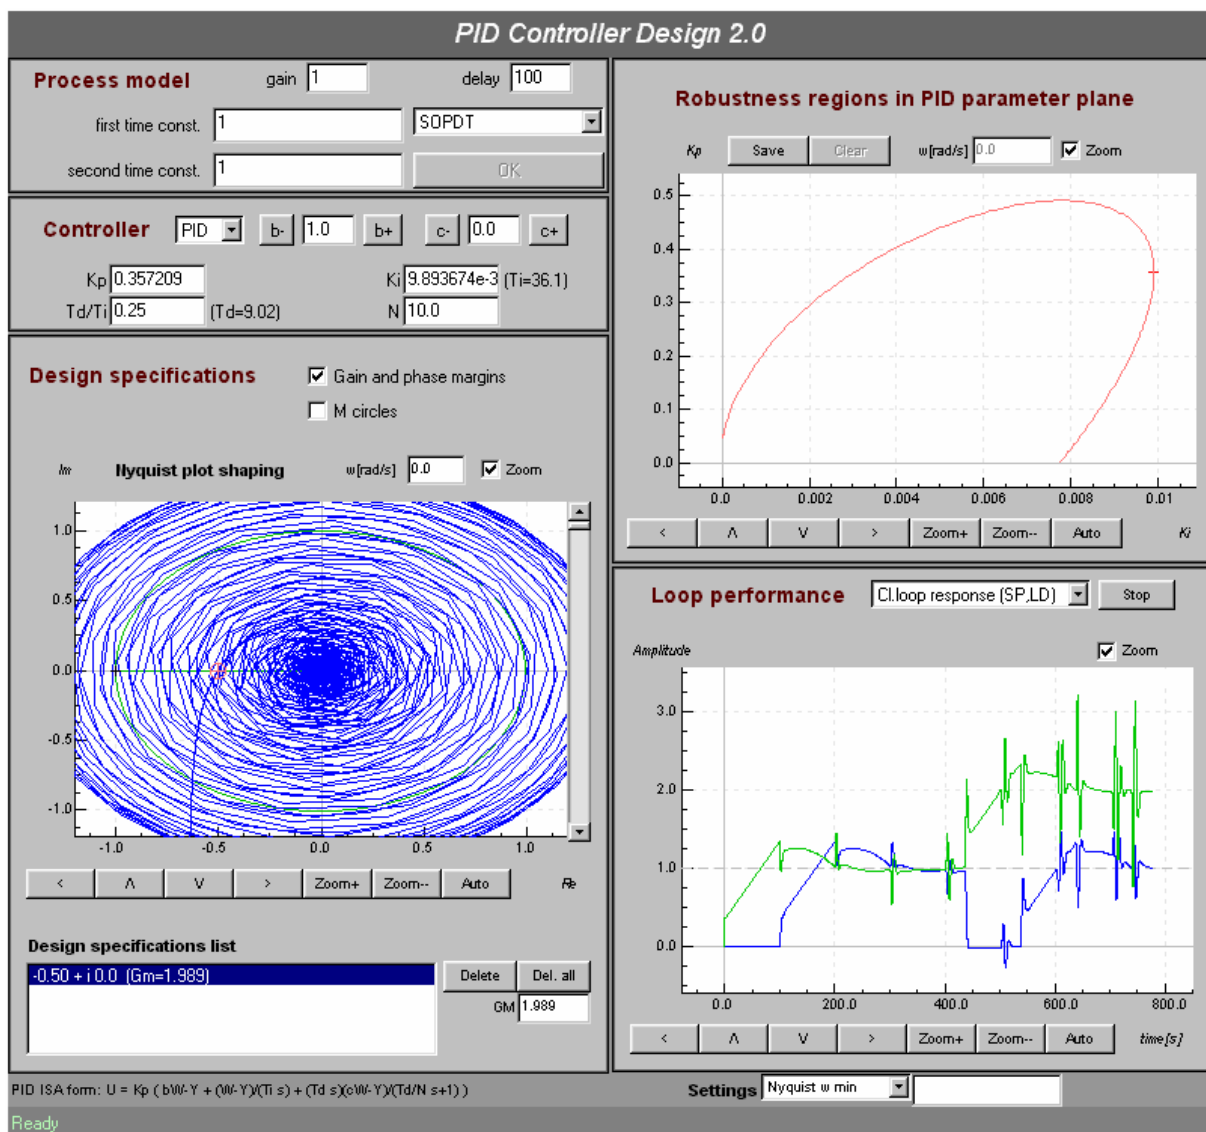 PID Controller Design 2.0
Process model gain 1 delay 100
first time const. 1 SOPDT
second time const. 1 OK
Controller PID b- 1.0 b+ c- 0.0 c+
Kp 0.357209 Ki 9.893674e-3 (Ti=36.1)
Td/Ti 0.25 (Td=9.02) N 10.0
Design specifications Gain and phase margins
M circles
Im Nyquist plot shaping w[rad/s] 0.0 Zoom
1.0
0.5
0.0
-0.5
-1.0
-1.0 -0.5 0.0 0.5 1.0
< Λ V > Zoom+ Zoom-- Auto Re
Design specifications list
-0.50 + i 0.0 (Gm=1.989) Delete Del. all
GM 1.989
Robustness regions in PID parameter plane
Kp Save Clear w[rad/s] 0.0 Zoom
0.5
0.4
0.3
0.2
0.1
0.0
0.0 0.002 0.004 0.006 0.008 0.01
< Λ V > Zoom+ Zoom-- Auto Ki
Loop performance Cl.loop response (SP,LD) Stop
Amplitude Zoom
3.0
2.0
1.0
0.0
0.0 200.0 400.0 600.0 800.0
< Λ V > Zoom+ Zoom-- Auto time[s]
PID ISA form: U = Kp ( bW-Y + (W-Y)/(Ti s) + (Td s)(cW-Y)/(Td/N s+1) ) Settings Nyquist w min
Ready